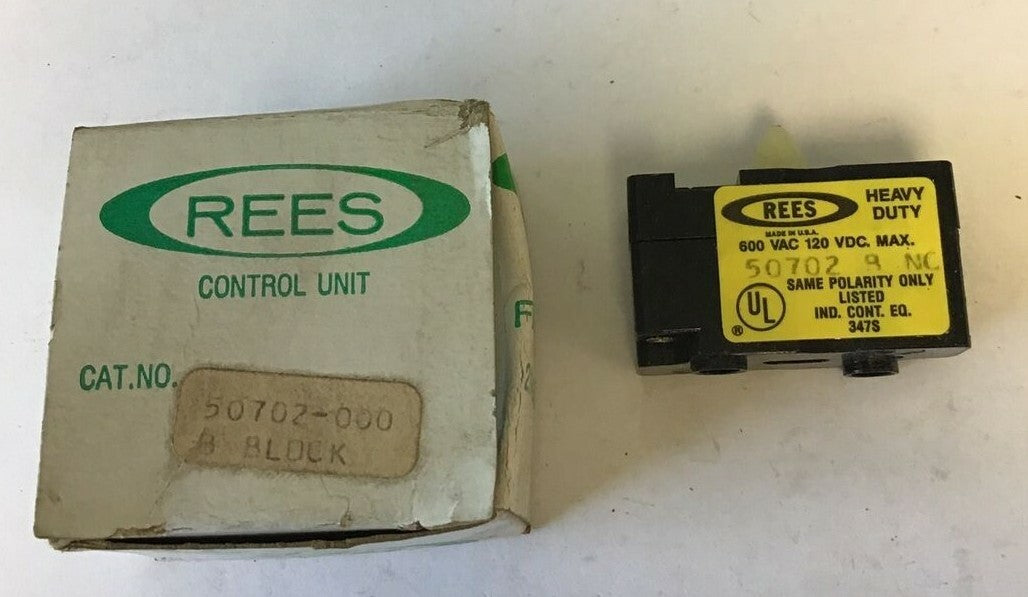 REES
CONTROL UNIT
CAT.NO.
50702-000
B BLOCK
REES
HEAVY
DUTY
MADE IN U.S.A.
600 VAC 120 VDC. MAX.
50702 B NC
UL
®
SAME POLARITY ONLY
LISTED
IND. CONT. EQ.
347S